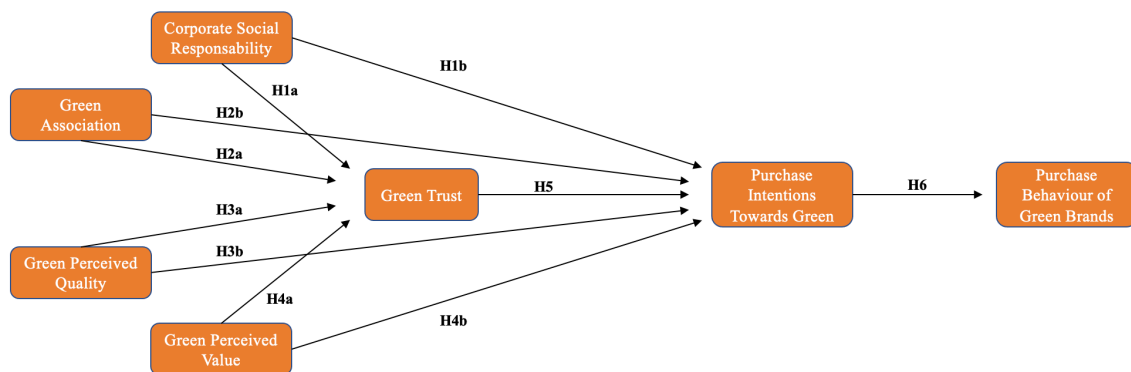 Corporate Social
Responsability
H1b
H1a
Green
Association
H2b
H2a
Green Trust
H5
Purchase
Intentions
Towards Green
H6
Purchase
Behaviour of
Green Brands
H3a
Green Perceived
Quality
H3b
H4a
H4b
Green Perceived
Value